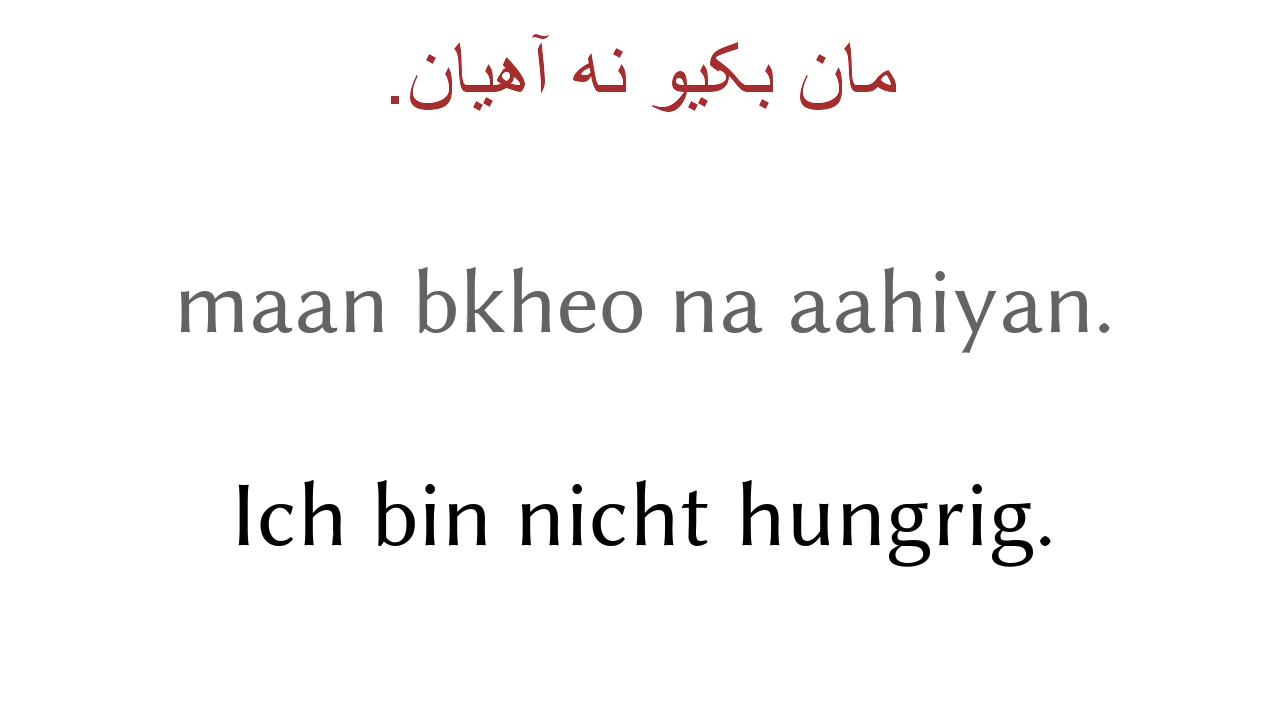 مان بکيو نه آهيان.
maan bkheo na aahiyan.
Ich bin nicht hungrig.